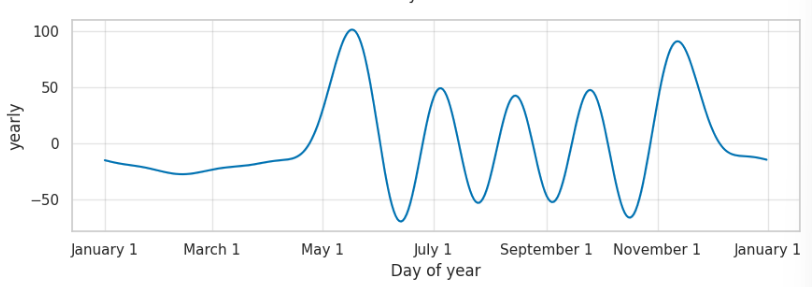 100
50
0
−50
yearly
January 1 March 1 May 1 July 1 September 1 November 1 January 1
Day of year